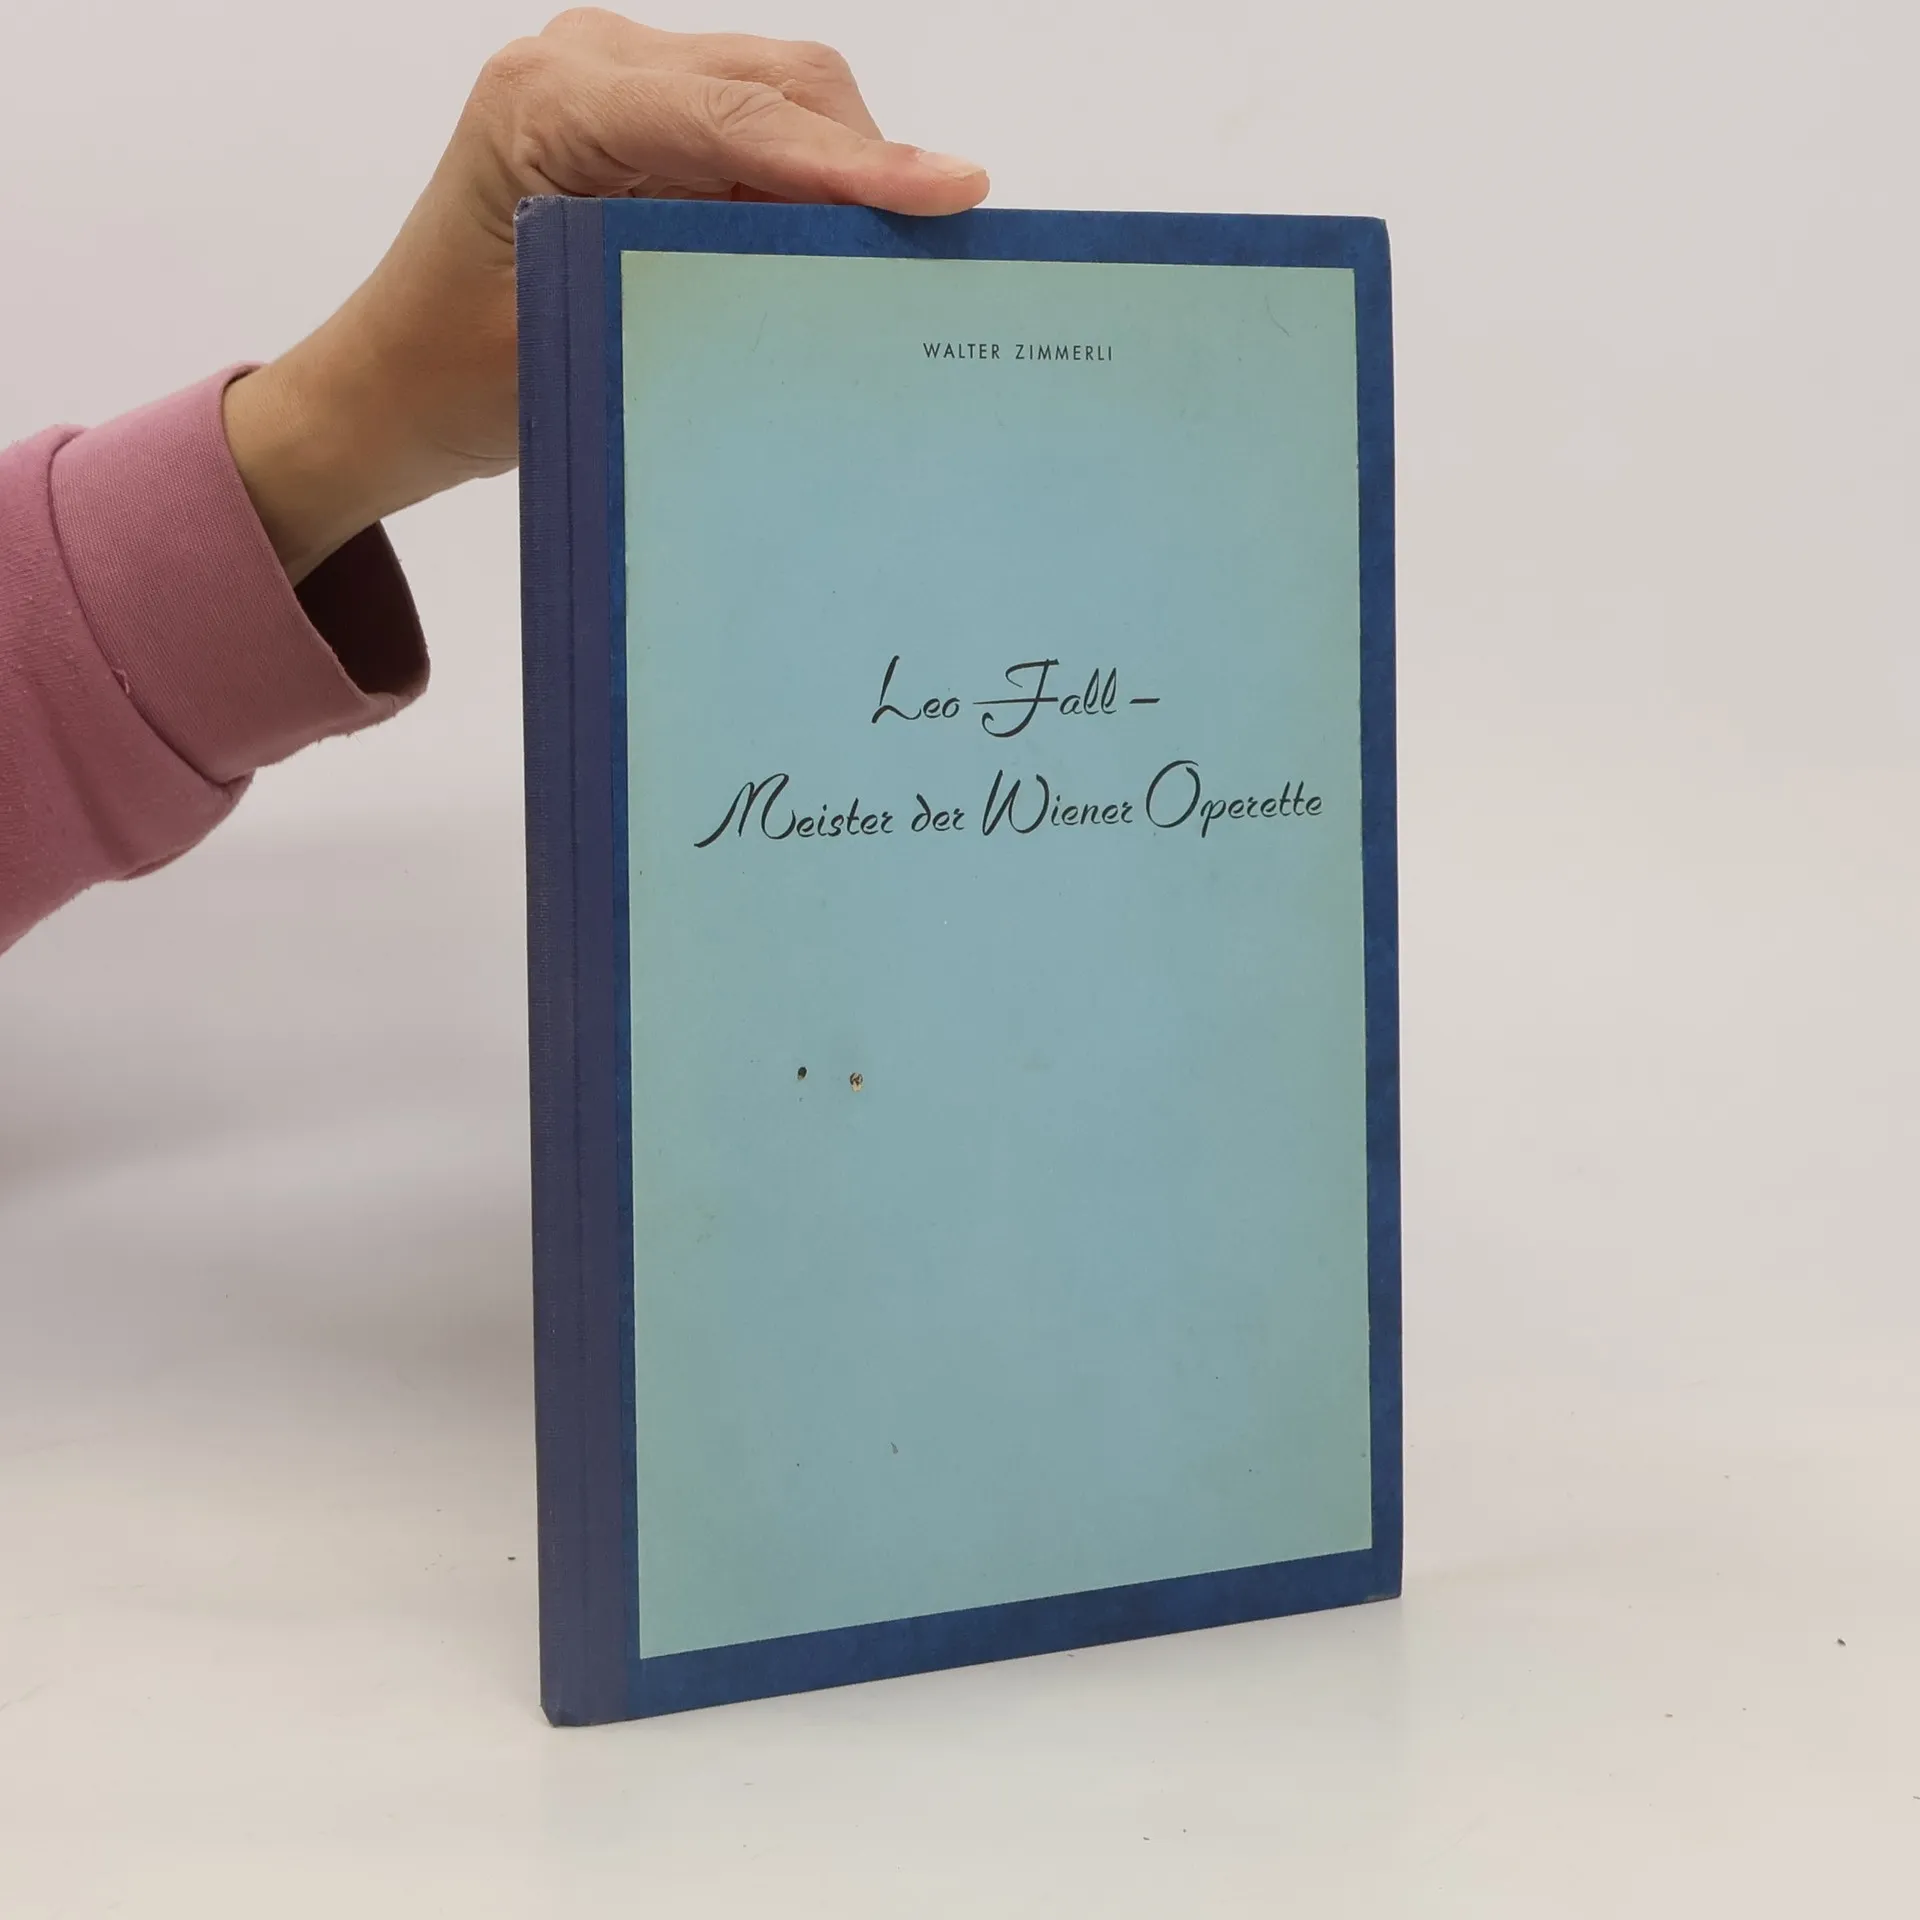 WALTER ZIMMERLI
Leo Fall –
Meister der Wiener Operette